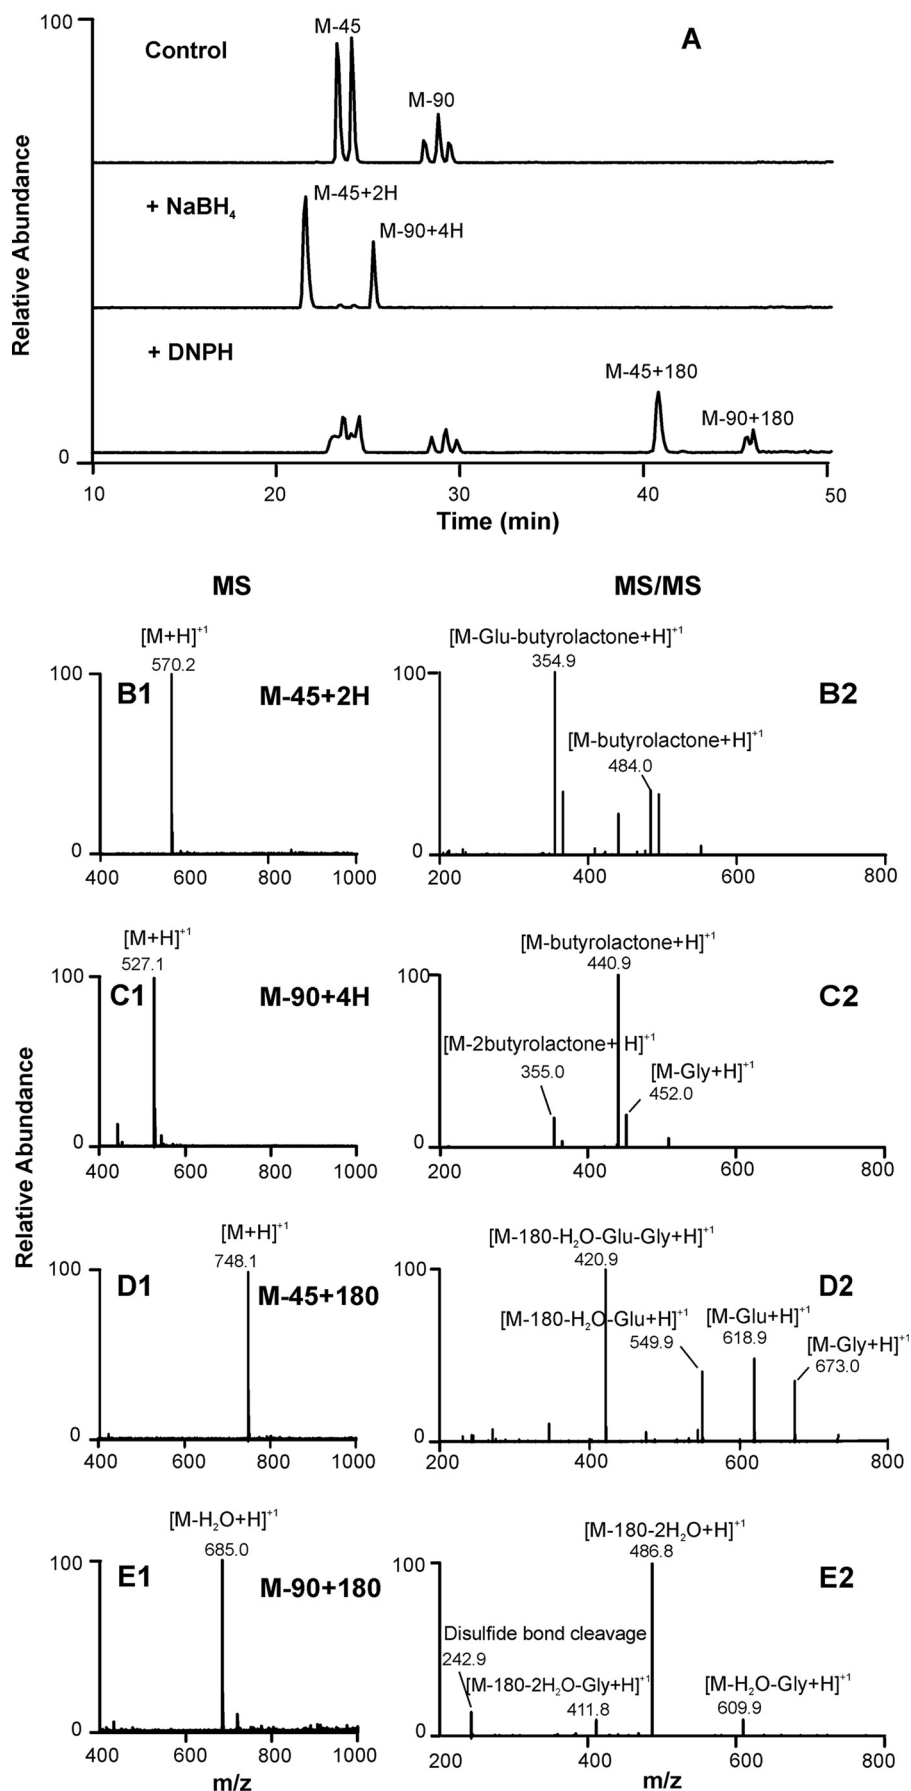 100
A
M-45
Control
M-90
M-45+2H
+ NaBH₄
M-90+4H
+ DNPH
M-45+180
M-90+180
0
10 20 30 40 50
Time (min)
Relative Abundance
MS MS/MS
[M+H]⁺¹
570.2
100
B1
M-45+2H
0
400 600 800 1000
[M-Glu-butyrolactone+H]⁺¹
354.9
100
B2
[M-butyrolactone+H]⁺¹
484.0
0
200 400 600 800
[M+H]⁺¹
527.1
100
C1
M-90+4H
0
400 600 800 1000
[M-butyrolactone+H]⁺¹
440.9
100
C2
[M-2butyrolactone+ H]⁺¹
355.0
[M-Gly+H]⁺¹
452.0
0
200 400 600 800
Relative Abundance
[M+H]⁺¹
748.1
100
D1
M-45+180
0
400 600 800 1000
[M-180-H₂O-Glu-Gly+H]⁺¹
420.9
100
D2
[M-180-H₂O-Glu+H]⁺¹
549.9
[M-Glu+H]⁺¹
618.9
[M-Gly+H]⁺¹
673.0
0
200 400 600 800
[M-H₂O+H]⁺¹
685.0
100
E1
M-90+180
0
400 600 800 1000
m/z
[M-180-2H₂O+H]⁺¹
486.8
100
E2
Disulfide bond cleavage
242.9
[M-180-2H₂O-Gly+H]⁺¹
411.8
[M-H₂O-Gly+H]⁺¹
609.9
0
200 400 600 800
m/z